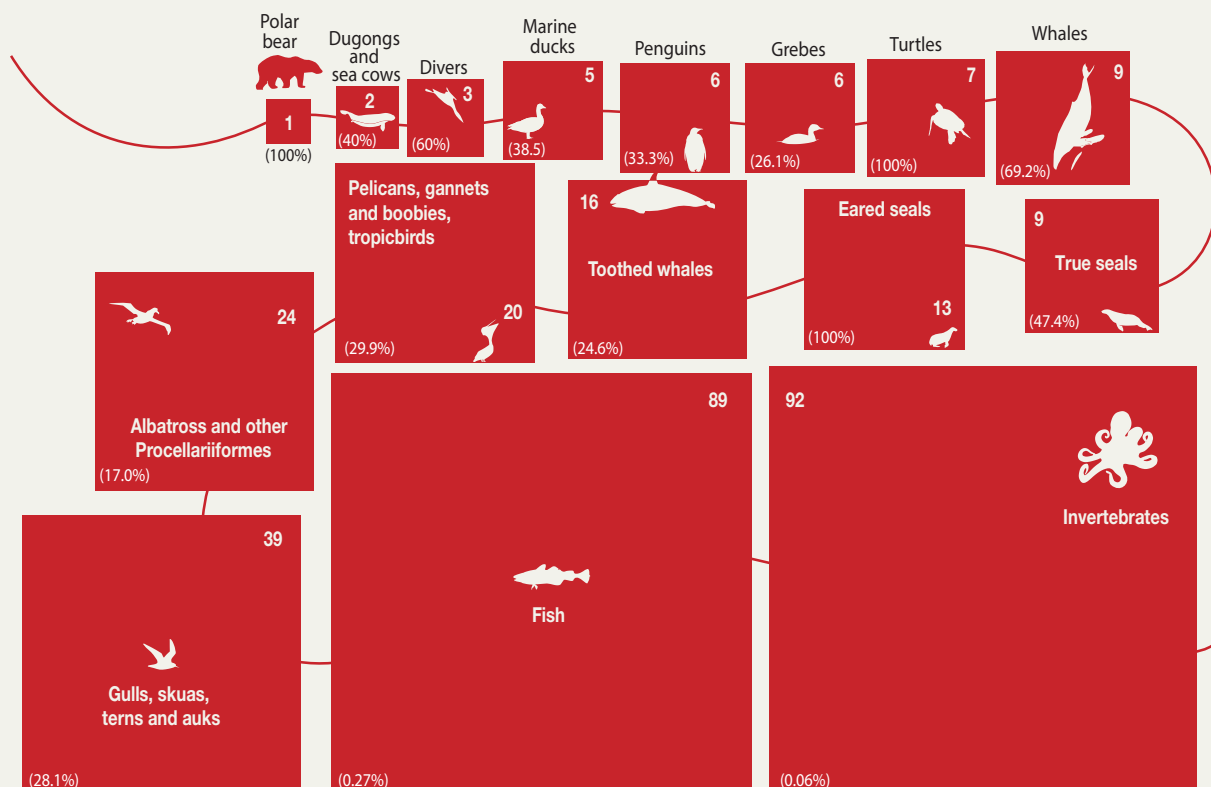 Polar
bear
1
(100%)
Dugongs
and
sea cows
2
(40%)
Divers
3
(60%)
Marine
ducks
5
(38.5)
Penguins
6
(33.3%)
Grebes
6
(26.1%)
Turtles
7
(100%)
Whales
9
(69.2%)
9
True seals
(47.4%)
Eared seals
13
(100%)
16
Toothed whales
(24.6%)
Pelicans, gannets
and boobies,
tropicbirds
20
(29.9%)
24
Albatross and other
Procellariiformes
(17.0%)
39
Gulls, skuas,
terns and auks
(28.1%)
89
Fish
(0.27%)
92
Invertebrates
(0.06%)